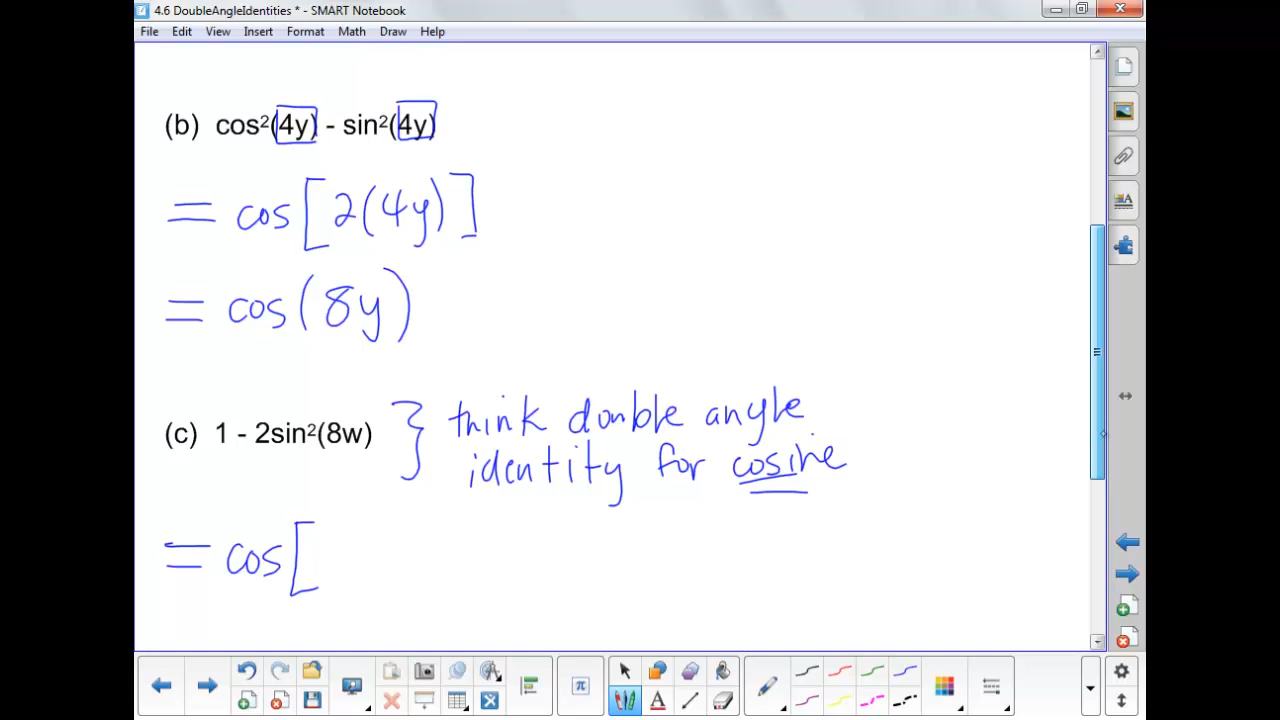 4.6 DoubleAngleIdentities * - SMART Notebook
File Edit View Insert Format Math Draw Help
(b) cos²(4y) - sin²(4y)
= cos[2(4y)]
= cos(8y)
(c) 1 - 2sin²(8w) } think double angle
identity for cosine
= cos[